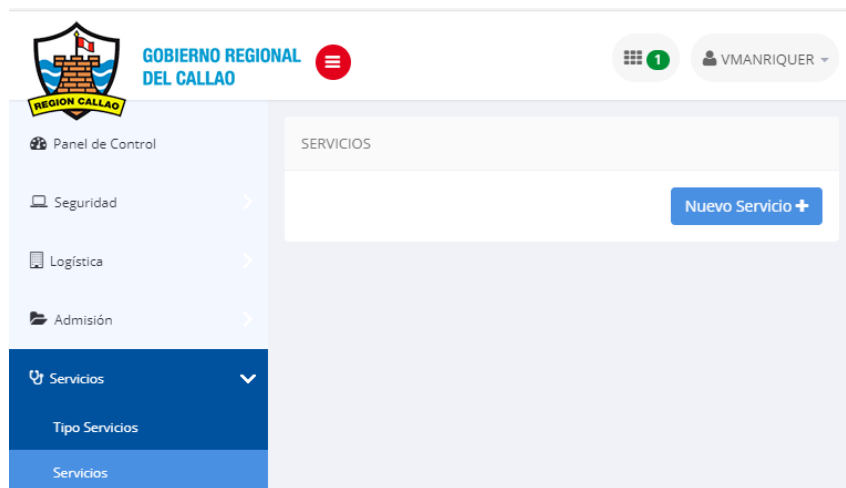 GOBIERNO REGIONAL
DEL CALLAO
REGION CALLAO
1
VMANRIQUER
Panel de Control
Seguridad
Logística
Admisión
Servicios
Tipo Servicios
Servicios
SERVICIOS
Nuevo Servicio